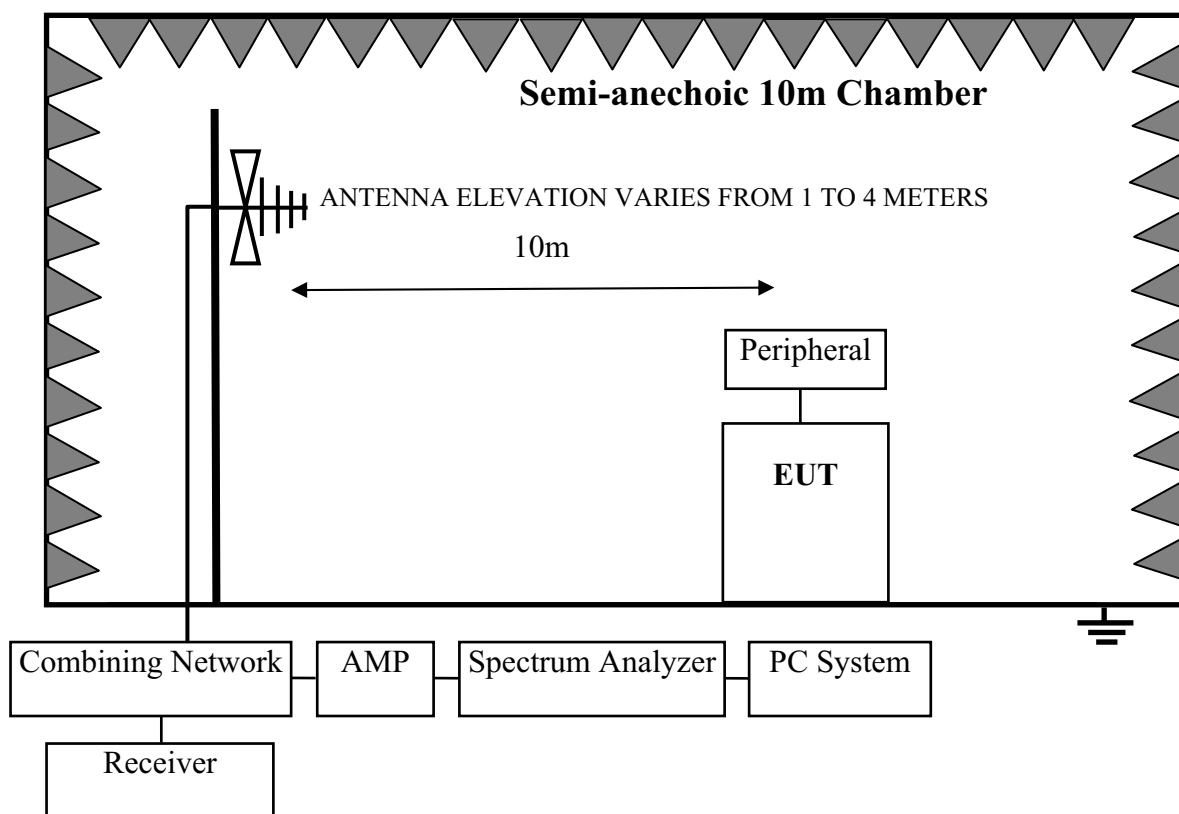 Semi-anechoic 10m Chamber
ANTENNA ELEVATION VARIES FROM 1 TO 4 METERS
10m
Peripheral
EUT
Combining Network
AMP
Spectrum Analyzer
PC System
Receiver